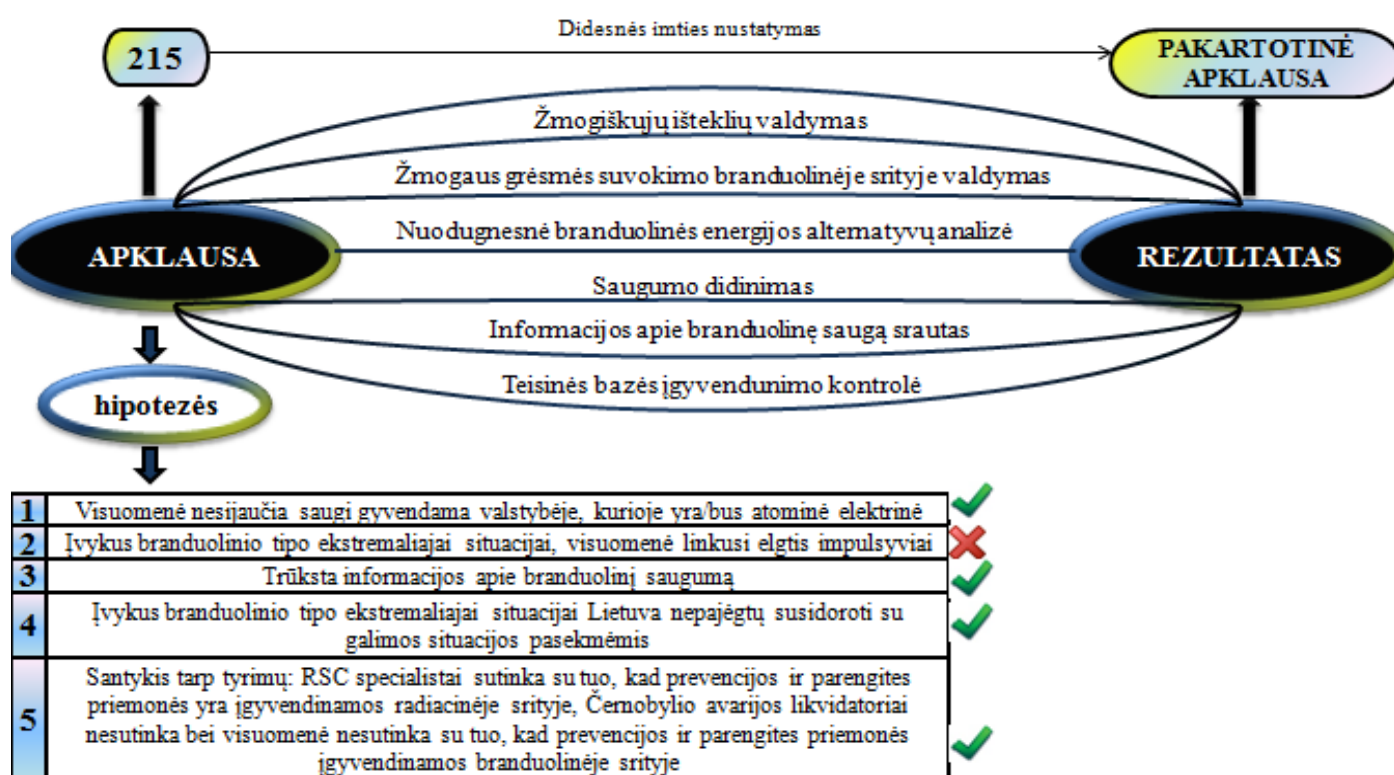 Didesnės imties nustatymas
215
PAKARTOTINĖ
APKLAUSA
Žmogiškųjų išteklių valdymas
Žmogaus grėsmės suvokimo branduolinėje srityje valdymas
Nuodugnesnė branduolinės energijos alternatyvų analizė
APKLAUSA
REZULTATAS
Saugumo didinimas
Informacijos apie branduolinę saugą srautas
Teisinės bazės įgyvendunimo kontrolė
hipotezės
1 Visuomenė nesijaučia saugi gyvendama valstybėje, kurioje yra/bus atominė elektrinė
2 Įvykus branduolinio tipo ekstremaliajai situacijai, visuomenė linkusi elgtis impulsyviai
3 Trūksta informacijos apie branduolinį saugumą
4 Įvykus branduolinio tipo ekstremaliajai situacijai Lietuva nepajėgtų susidoroti su
galimos situacijos pasekmėmis
5 Santykis tarp tyrimų: RSC specialistai sutinka su tuo, kad prevencijos ir parengites
priemonės yra įgyvendinamos radiacinėje srityje, Černobylio avarijos likvidatoriai
nesutinka bei visuomenė nesutinka su tuo, kad prevencijos ir parengites priemonės
įgyvendinamos branduolinėje srityje